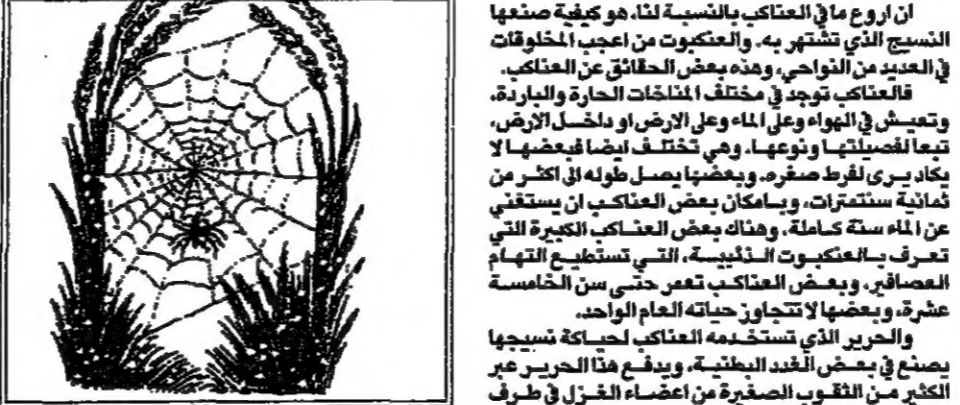 ان اروع ما في العناكب بالنسبة لنا، هو كيفية صنعها
النسيج الذي تشتهر به. والعنكبوت من اعجب المخلوقات
في العديد من النواحي، وهذه بعض الحقائق عن العناكب.
فالعناكب توجد في مختلف المناخات الحارة والباردة،
وتعيش في الهواء وعلى الماء وعلى الارض او داخل الارض،
تبعا لفصيلتها ونوعها. وهي تختلف ايضا فبعضها لا
يكاد يرى لفرط صغره، وبعضها يصل طوله الى اكثر من
ثمانية سنتمترات، وبامكان بعض العناكب ان يستغني
عن الماء سنة كاملة. وهناك بعض العناكب الكبيرة التي
تعرف بالعنكبوت الذئبيسة، التي تستطيع التهام
العصافير. وبعض العناكب تعمر حتى سن الخامسة
عشرة، وبعضها لا تتجاوز حياته العام الواحد.
والحرير الذي تستخدمه العناكب لحياكة نسيجها
يصنع في بعض الغدد البطنية، ويدفع هذا الحرير عبر
الكثير من الثقوب الصغيرة من اعضاء الغزل في طرف